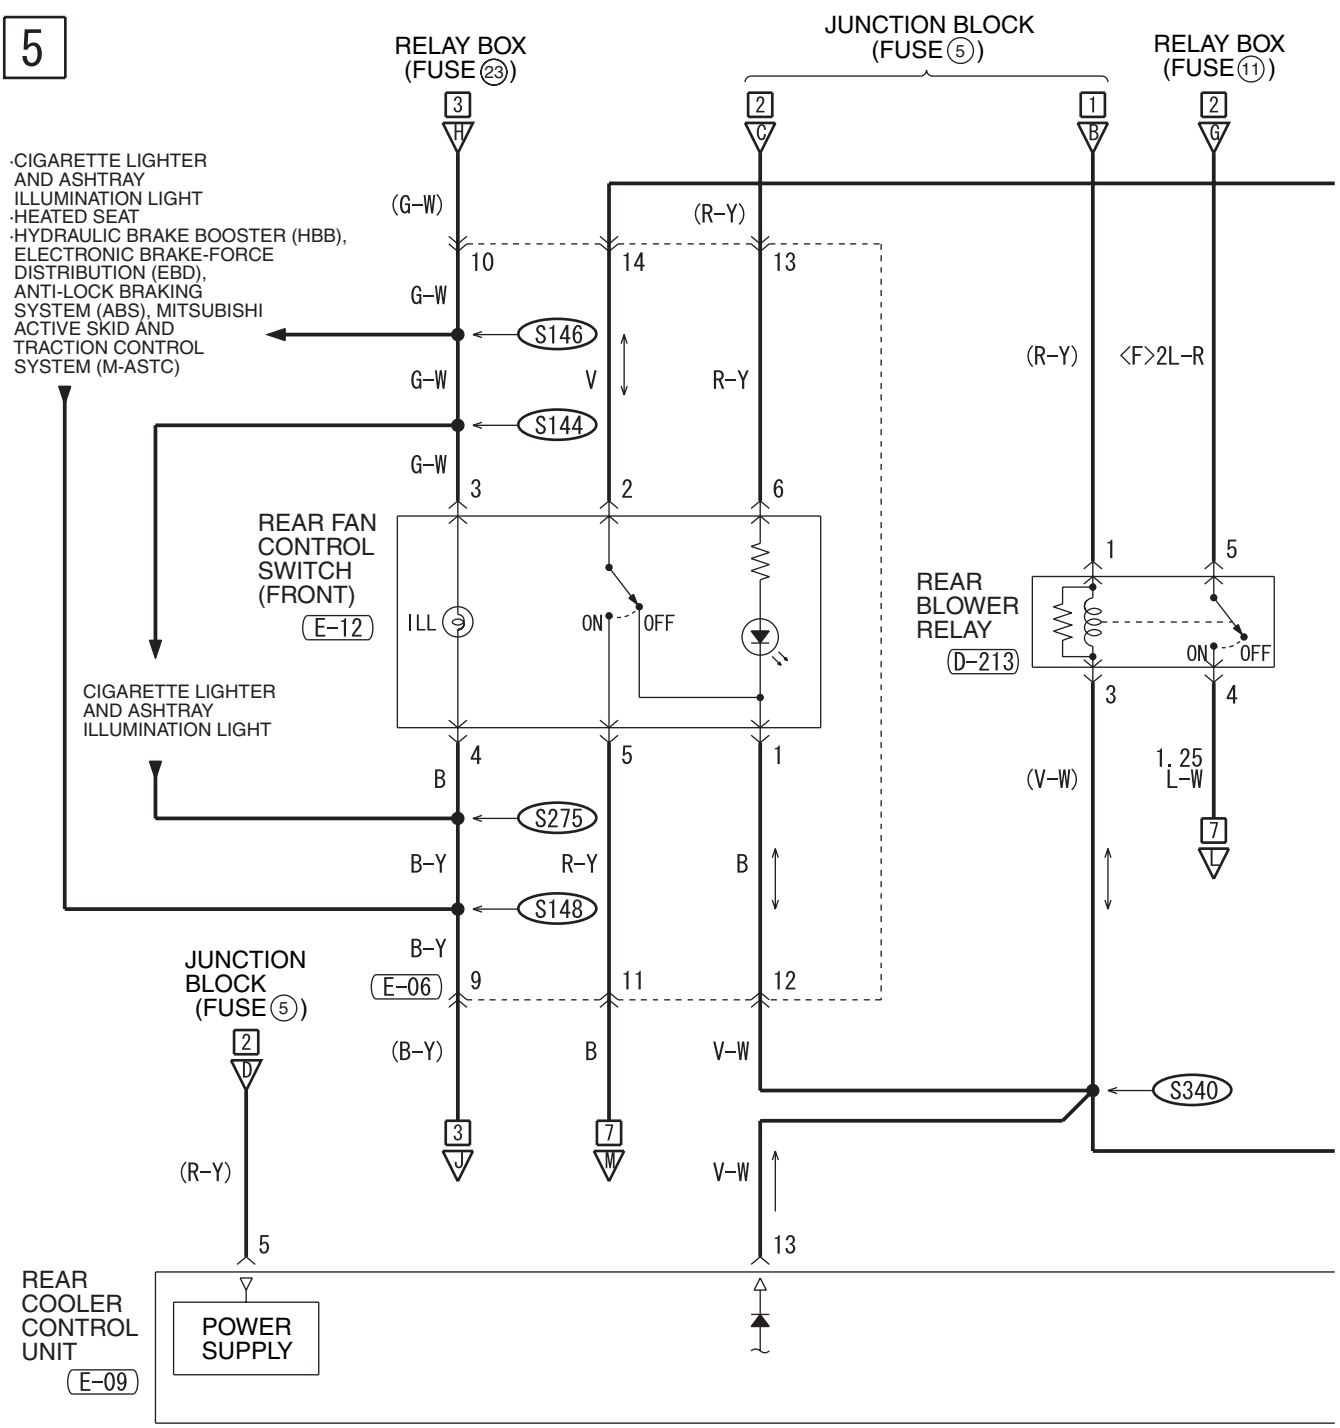 5
RELAY BOX
(FUSE 23)
JUNCTION BLOCK
(FUSE 5)
RELAY BOX
(FUSE 11)
3
2
1
2
H
C
B
G
·CIGARETTE LIGHTER
AND ASHTRAY
ILLUMINATION LIGHT
·HEATED SEAT
·HYDRAULIC BRAKE BOOSTER (HBB),
ELECTRONIC BRAKE-FORCE
DISTRIBUTION (EBD),
ANTI-LOCK BRAKING
SYSTEM (ABS), MITSUBISHI
ACTIVE SKID AND
TRACTION CONTROL
SYSTEM (M-ASTC)
(G-W)
(R-Y)
10
14
13
G-W
S146
(R-Y)
<F>2L-R
G-W
V
R-Y
S144
G-W
3
2
6
REAR FAN
CONTROL
SWITCH
(FRONT)
E-12
ILL
ON
OFF
1
5
REAR
BLOWER
RELAY
D-213
ON
OFF
3
4
CIGARETTE LIGHTER
AND ASHTRAY
ILLUMINATION LIGHT
4
5
1
B
(V-W)
1.25
L-W
S275
7
L
B-Y
R-Y
B
S148
B-Y
JUNCTION
BLOCK
(FUSE 5)
E-06
9
11
12
2
D
(B-Y)
B
V-W
S340
3
J
7
M
(R-Y)
V-W
5
13
REAR
COOLER
CONTROL
UNIT
E-09
POWER
SUPPLY